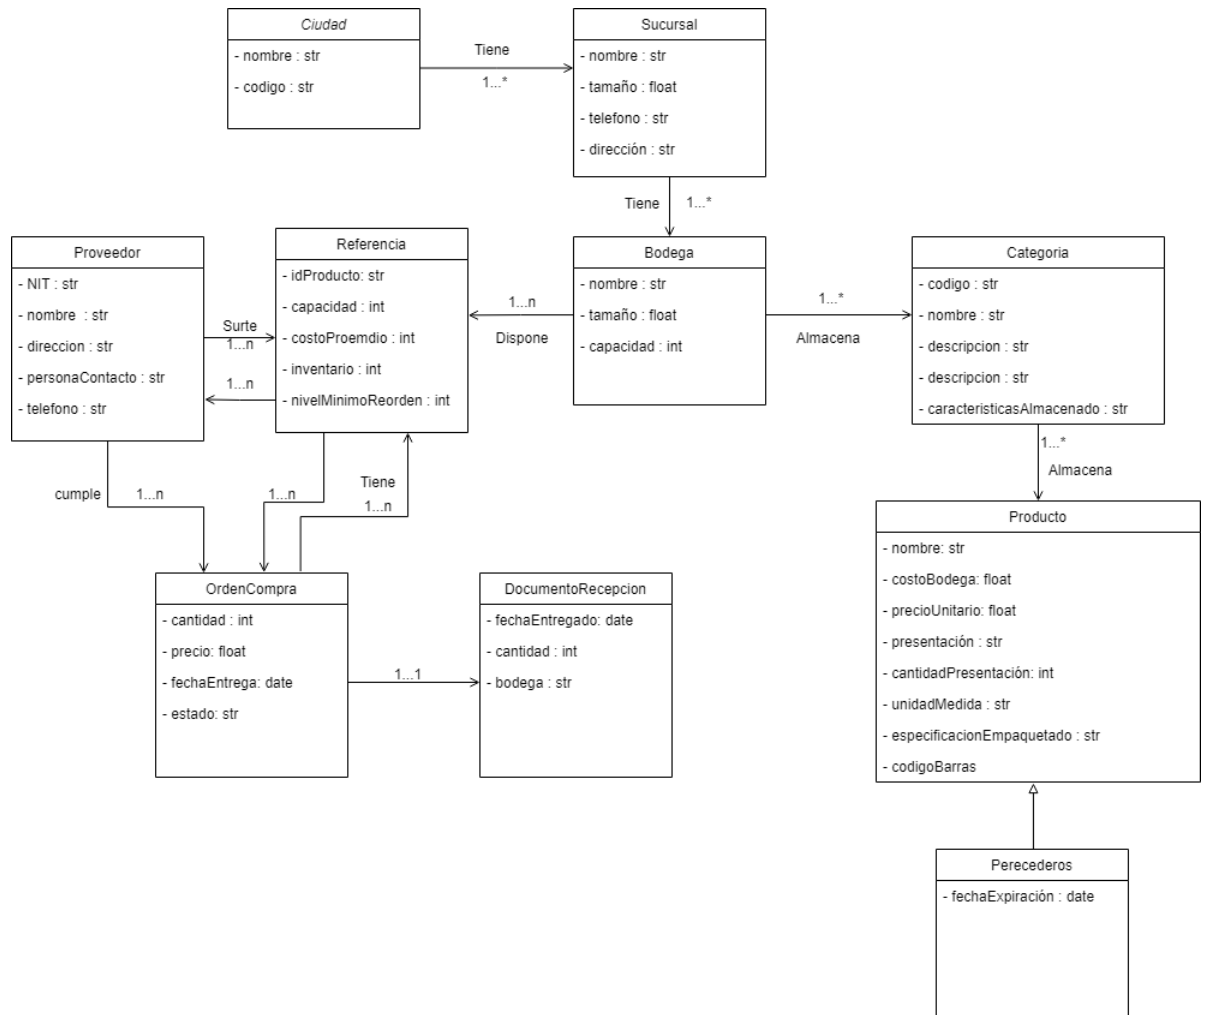 Ciudad
- nombre : str
- codigo : str
Tiene
1...*
Sucursal
- nombre : str
- tamaño : float
- telefono : str
- dirección : str
Tiene
1...*
Proveedor
- NIT : str
- nombre : str
- direccion : str
- personaContacto : str
- telefono : str
Surte
1...n
1...n
Referencia
- idProducto: str
- capacidad : int
- costoProemdio : int
- inventario : int
- nivelMinimoReorden : int
1...n
Dispone
Bodega
- nombre : str
- tamaño : float
- capacidad : int
1...*
Almacena
Categoria
- codigo : str
- nombre : str
- descripcion : str
- descripcion : str
- caracteristicasAlmacenado : str
1...*
Almacena
cumple
1...n
1...n
Tiene
1...n
OrdenCompra
- cantidad : int
- precio: float
- fechaEntrega: date
- estado: str
1...1
DocumentoRecepcion
- fechaEntregado: date
- cantidad : int
- bodega : str
Producto
- nombre: str
- costoBodega: float
- precioUnitario: float
- presentación : str
- cantidadPresentación: int
- unidadMedida : str
- especificacionEmpaquetado : str
- codigoBarras
Perecederos
- fechaExpiración : date